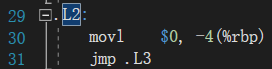 29 .L2:
30 movl $0, -4(%rbp)
31 jmp .L3